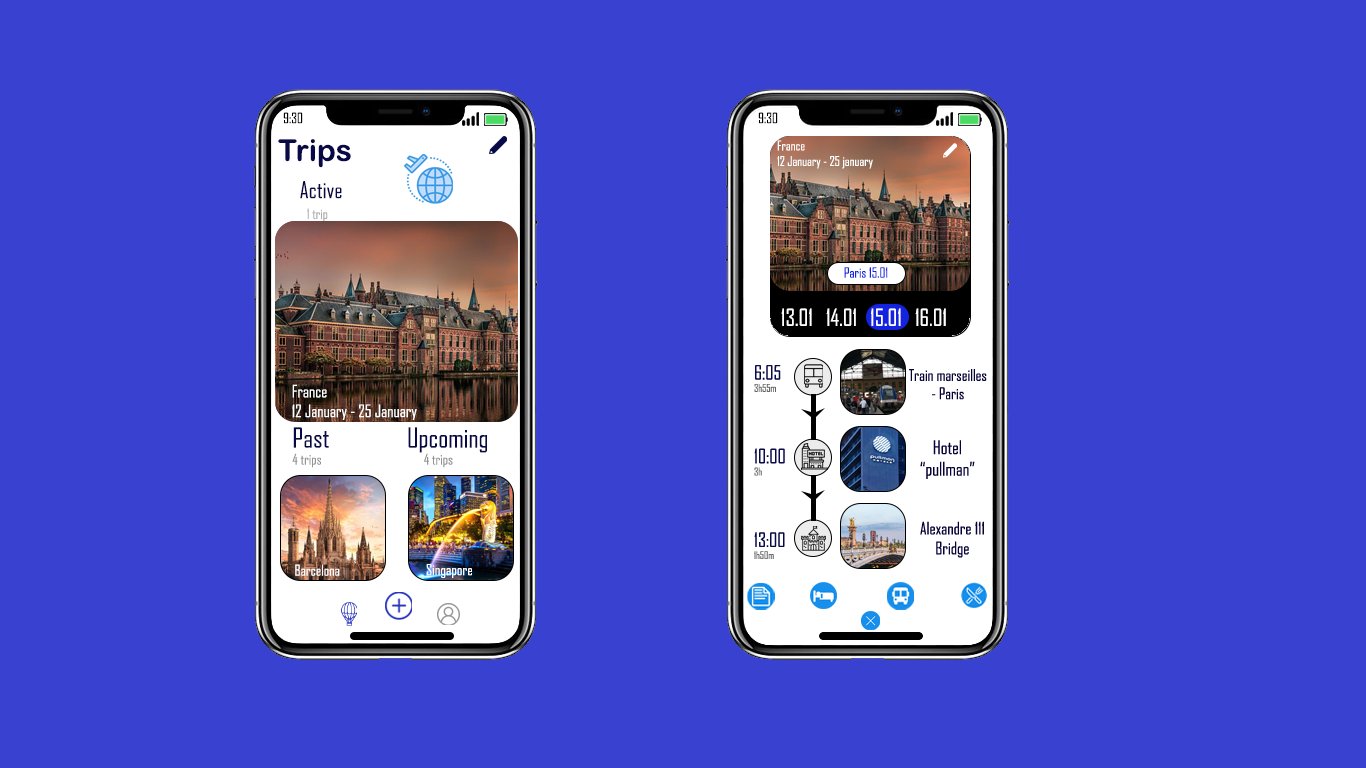 9:30
Trips
Active
1 trip
France
12 January - 25 January
Past
4 trips
Upcoming
4 trips
Barcelona
Singapore
9:30
France
12 January - 25 january
Paris 15.01
13.01 14.01 15.01 16.01
6:05
3h55m
Train marseilles
- Paris
10:00
3h
HOTEL
pullman
Hotel
"pullman"
13:00
1h50m
Alexandre 111
Bridge